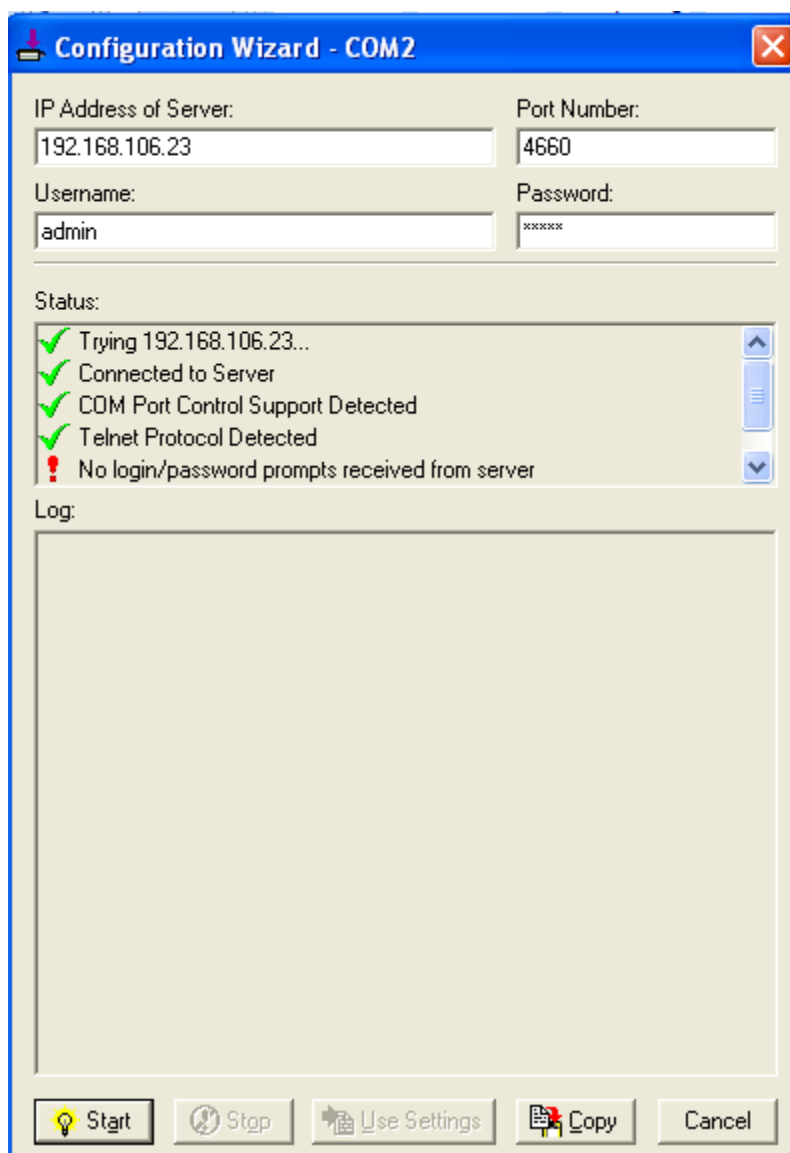 Configuration Wizard - COM2
IP Address of Server:
Port Number:
192.168.106.23
4660
Username:
Password:
admin
*****
Status:
Trying 192.168.106.23...
Connected to Server
COM Port Control Support Detected
Telnet Protocol Detected
No login/password prompts received from server
Log:
Start
Stop
Use Settings
Copy
Cancel